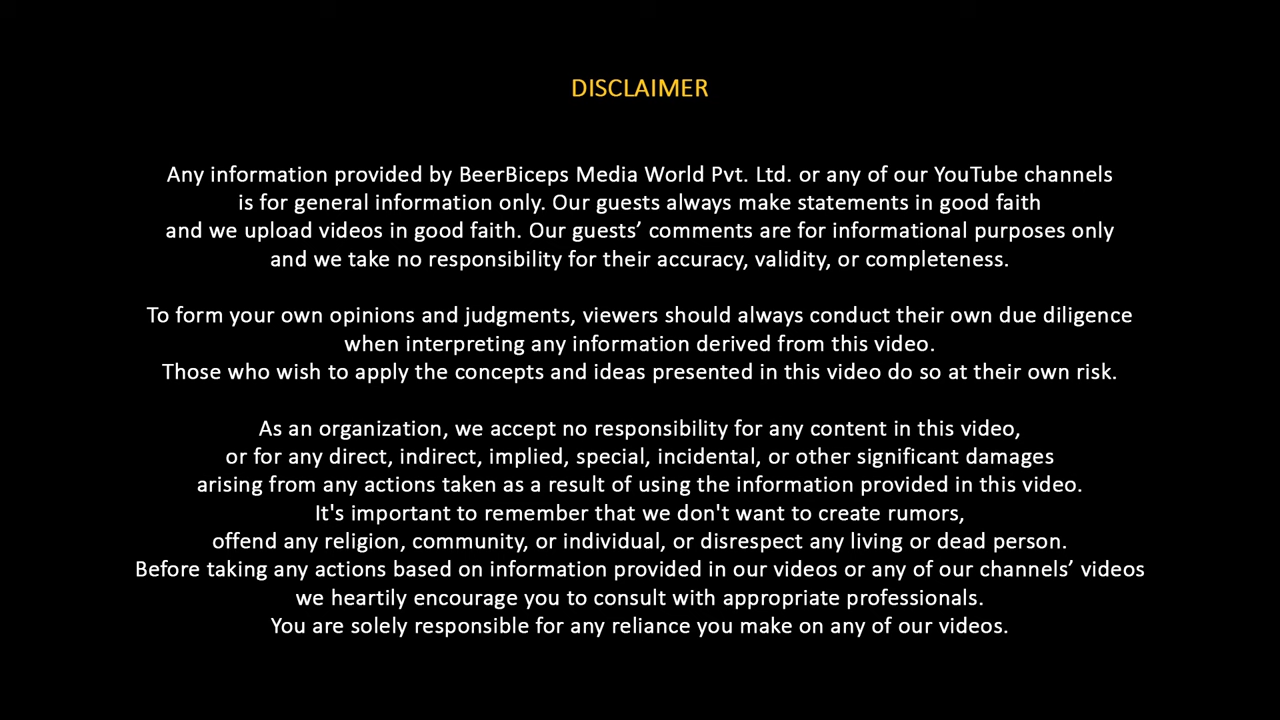 DISCLAIMER
Any information provided by BeerBiceps Media World Pvt. Ltd. or any of our YouTube channels
is for general information only. Our guests always make statements in good faith
and we upload videos in good faith. Our guests’ comments are for informational purposes only
and we take no responsibility for their accuracy, validity, or completeness.
To form your own opinions and judgments, viewers should always conduct their own due diligence
when interpreting any information derived from this video.
Those who wish to apply the concepts and ideas presented in this video do so at their own risk.
As an organization, we accept no responsibility for any content in this video,
or for any direct, indirect, implied, special, incidental, or other significant damages
arising from any actions taken as a result of using the information provided in this video.
It's important to remember that we don't want to create rumors,
offend any religion, community, or individual, or disrespect any living or dead person.
Before taking any actions based on information provided in our videos or any of our channels’ videos
we heartily encourage you to consult with appropriate professionals.
You are solely responsible for any reliance you make on any of our videos.